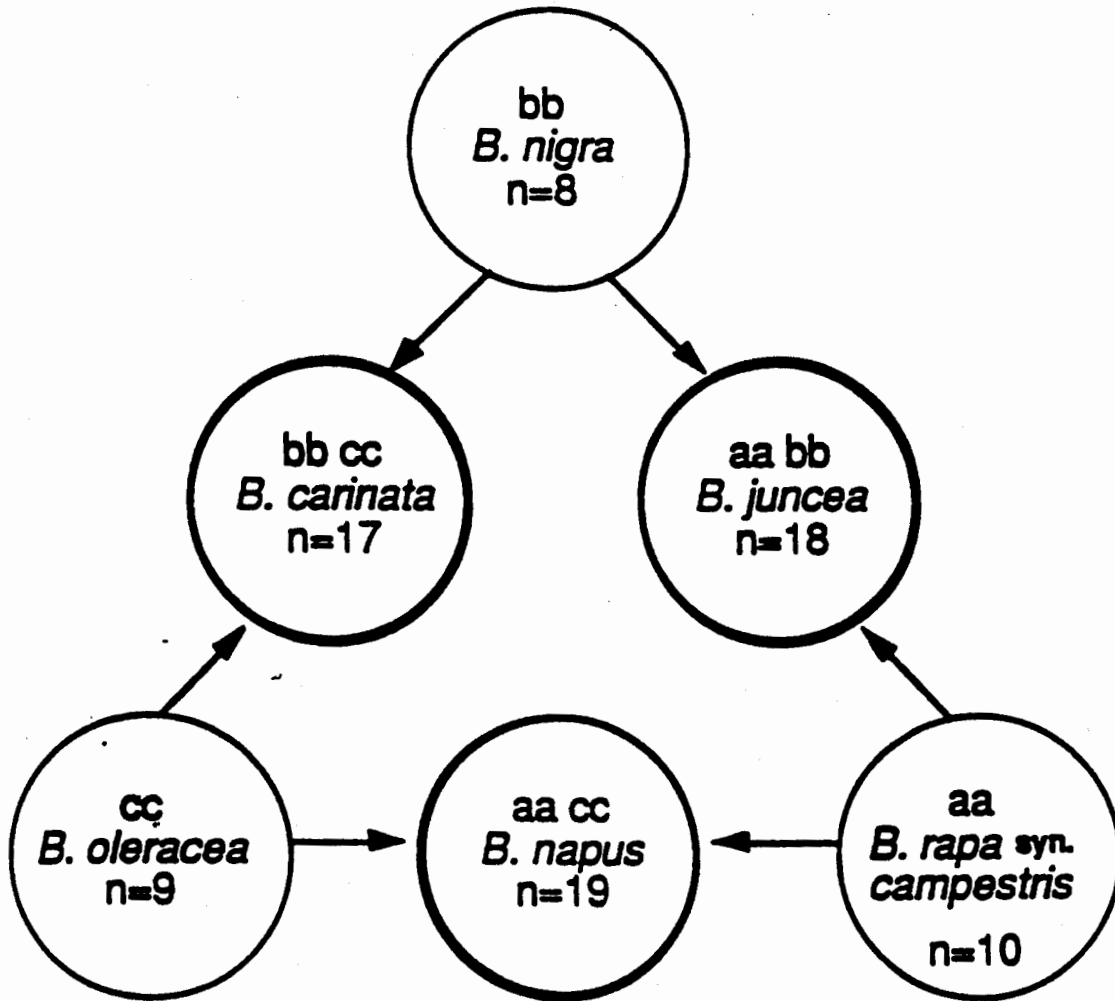 bb
B. nigra
n=8
bb cc
B. carinata
n=17
aa bb
B. juncea
n=18
cc
B. oleracea
n=9
aa cc
B. napus
n=19
aa
B. rapa syn.
campestris
n=10